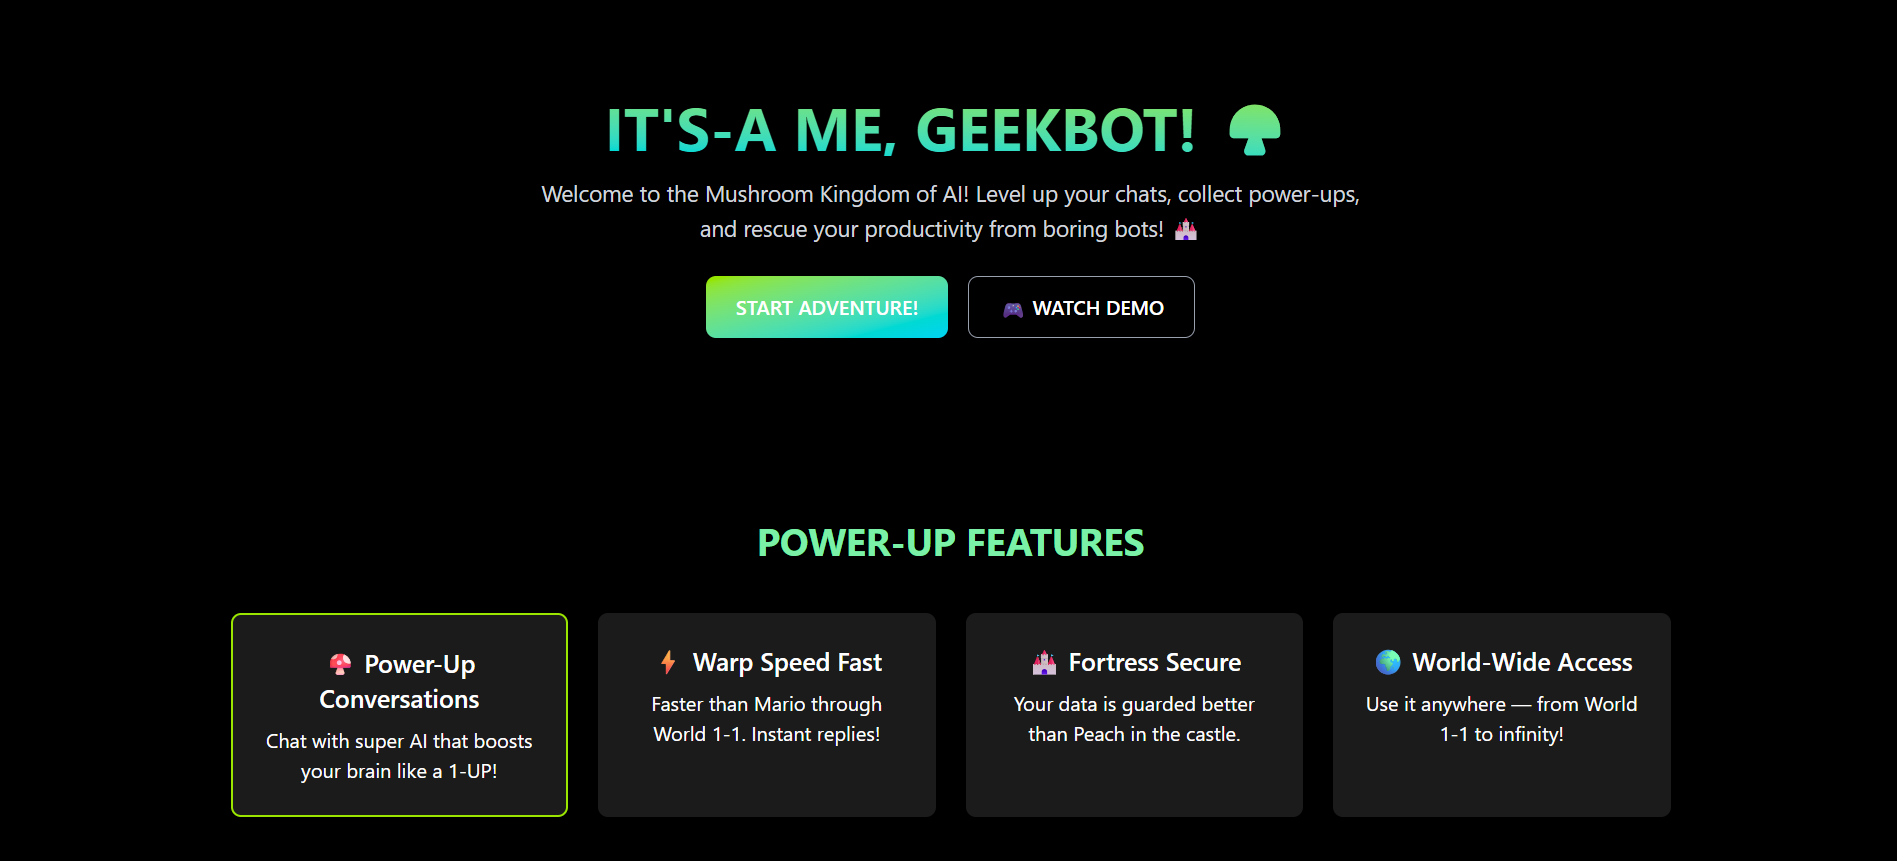 IT'S-A ME, GEEKBOT!
Welcome to the Mushroom Kingdom of AI! Level up your chats, collect power-ups,
and rescue your productivity from boring bots!
START ADVENTURE!
WATCH DEMO
POWER-UP FEATURES
Power-Up
Conversations
Chat with super AI that boosts
your brain like a 1-UP!
Warp Speed Fast
Faster than Mario through
World 1-1. Instant replies!
Fortress Secure
Your data is guarded better
than Peach in the castle.
World-Wide Access
Use it anywhere — from World
1-1 to infinity!